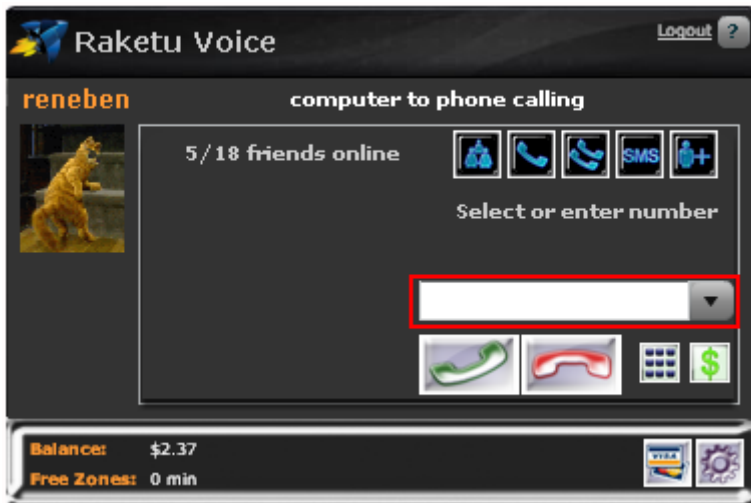 Raketu Voice
Logout ?
reneben
computer to phone calling
5/18 friends online
SMS
Select or enter number
$
Balance: $2.37
VISA
Free Zones: 0 min